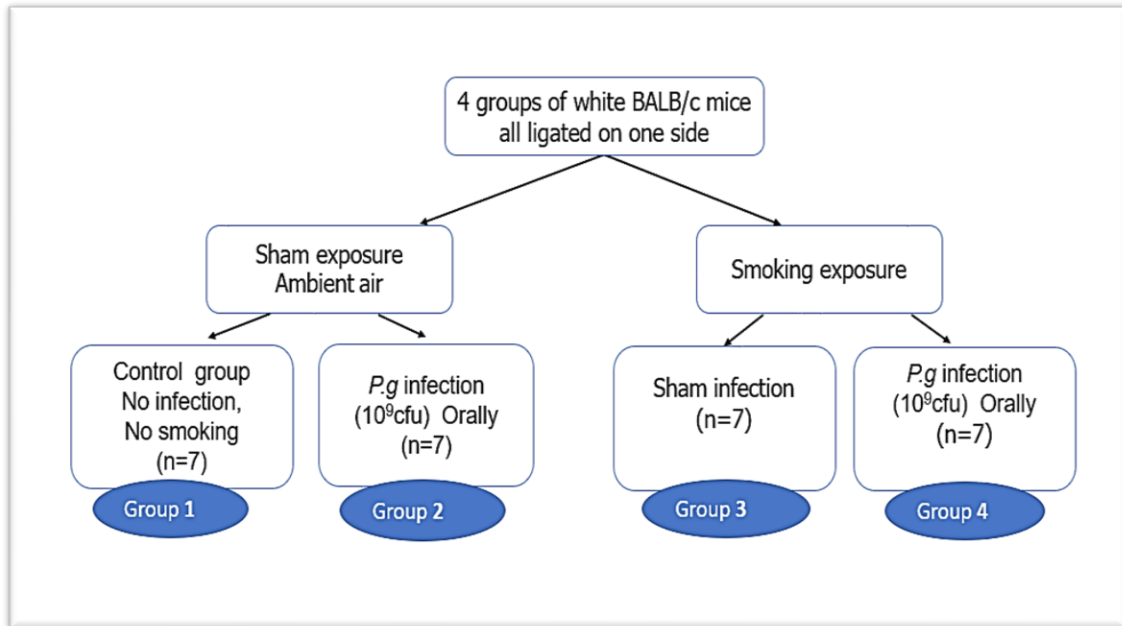 4 groups of white BALB/c mice
all ligated on one side
Sham exposure
Ambient air
Smoking exposure
Control group
No infection,
No smoking
(n=7)
Group 1
P.g infection
(10⁹cfu) Orally
(n=7)
Group 2
Sham infection
(n=7)
Group 3
P.g infection
(10⁹cfu) Orally
(n=7)
Group 4